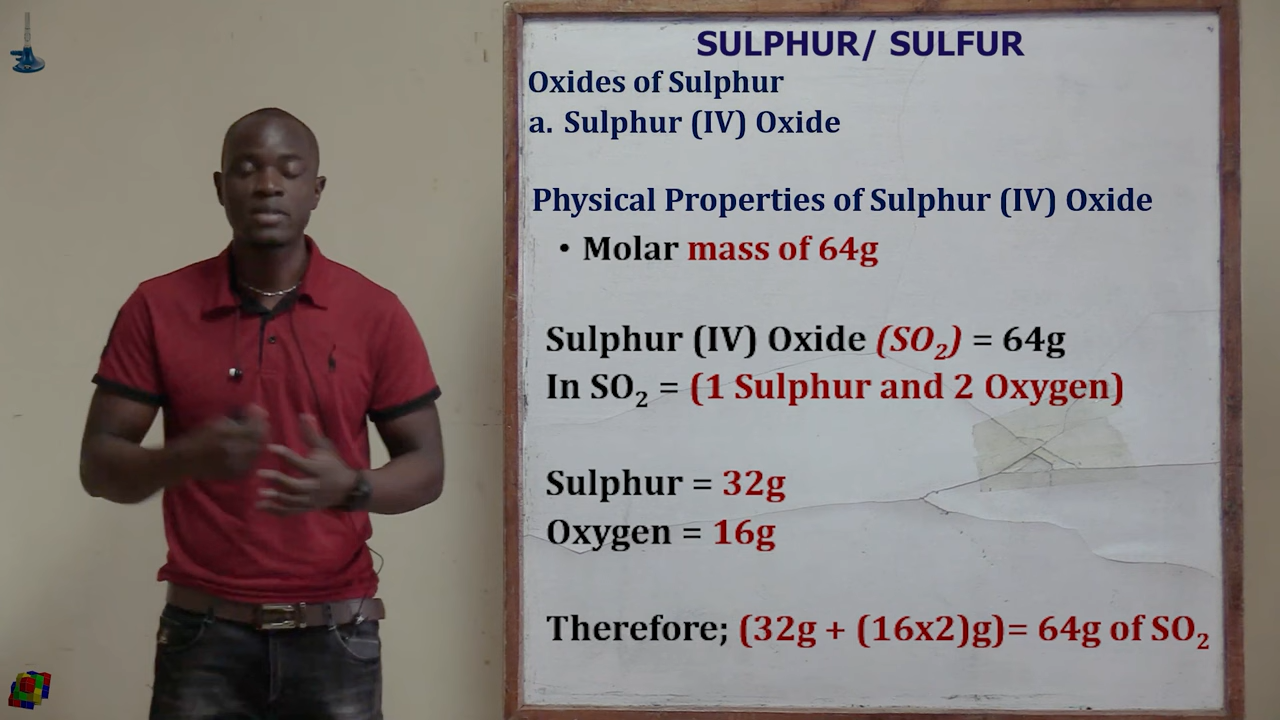 SULPHUR/ SULFUR
Oxides of Sulphur
a. Sulphur (IV) Oxide
Physical Properties of Sulphur (IV) Oxide
• Molar mass of 64g
Sulphur (IV) Oxide (SO₂) = 64g
In SO₂ = (1 Sulphur and 2 Oxygen)
Sulphur = 32g
Oxygen = 16g
Therefore; (32g + (16x2)g)= 64g of SO₂